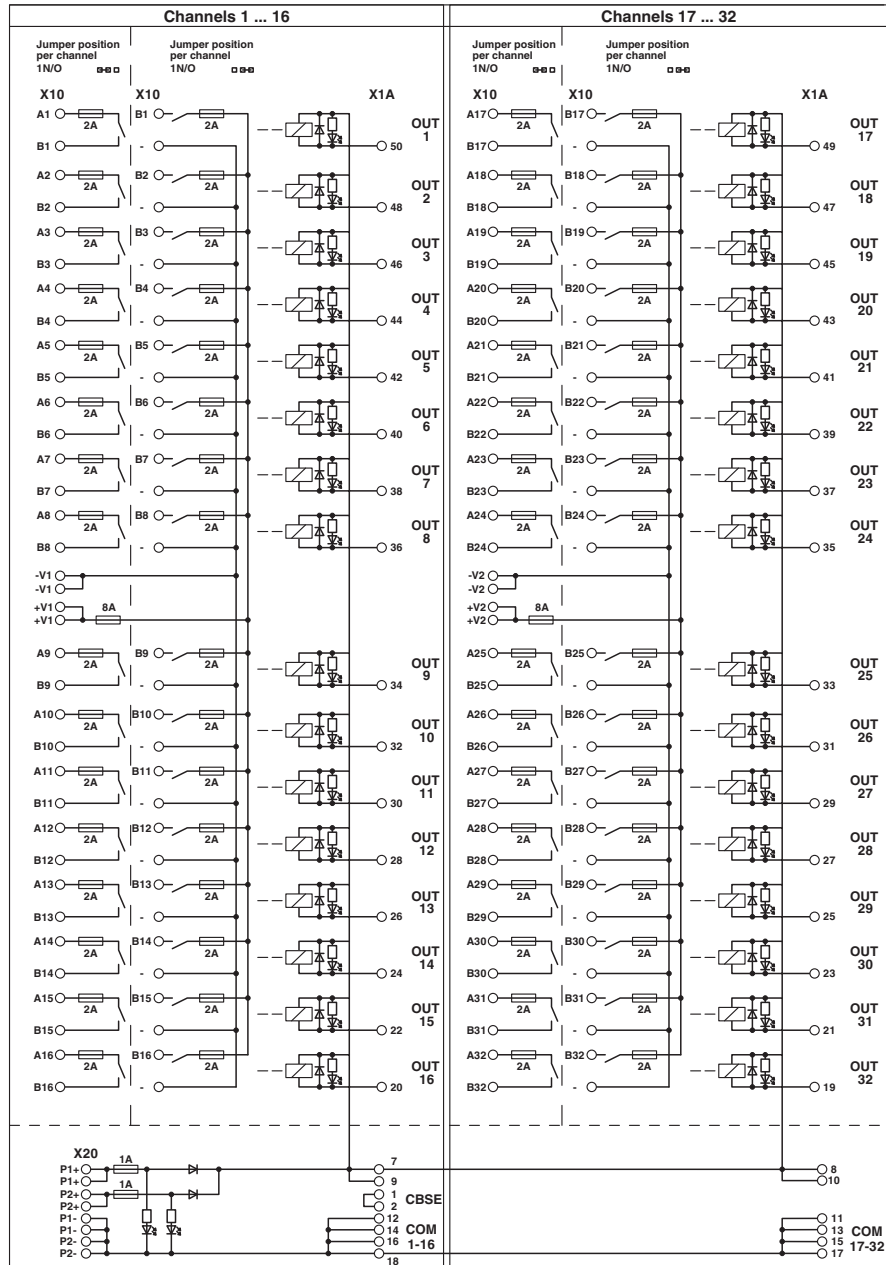 Channels 1 ... 16 Channels 17 ... 32
Jumper position Jumper position Jumper position Jumper position
per channel per channel per channel per channel
1N/O 1N/O 1N/O 1N/O
X10 X10 X1A X10 X10 X1A
A1 B1 OUT A17 B17 OUT
2A 2A 1 2A 2A 17
B1 - 50 B17 - 49
A2 B2 OUT A18 B18 OUT
2A 2A 2 2A 2A 18
B2 - 48 B18 - 47
A3 B3 OUT A19 B19 OUT
2A 2A 3 2A 2A 19
B3 - 46 B19 - 45
A4 B4 OUT A20 B20 OUT
2A 2A 4 2A 2A 20
B4 - 44 B20 - 43
A5 B5 OUT A21 B21 OUT
2A 2A 5 2A 2A 21
B5 - 42 B21 - 41
A6 B6 OUT A22 B22 OUT
2A 2A 6 2A 2A 22
B6 - 40 B22 - 39
A7 B7 OUT A23 B23 OUT
2A 2A 7 2A 2A 23
B7 - 38 B23 - 37
A8 B8 OUT A24 B24 OUT
2A 2A 8 2A 2A 24
B8 - 36 B24 - 35
-V1 -V2
-V1 -V2
+V1 8A +V2 8A
+V1 +V2
A9 B9 OUT A25 B25 OUT
2A 2A 9 2A 2A 25
B9 - 34 B25 - 33
A10 B10 OUT A26 B26 OUT
2A 2A 10 2A 2A 26
B10 - 32 B26 - 31
A11 B11 OUT A27 B27 OUT
2A 2A 11 2A 2A 27
B11 - 30 B27 - 29
A12 B12 OUT A28 B28 OUT
2A 2A 12 2A 2A 28
B12 - 28 B28 - 27
A13 B13 OUT A29 B29 OUT
2A 2A 13 2A 2A 29
B13 - 26 B29 - 25
A14 B14 OUT A30 B30 OUT
2A 2A 14 2A 2A 30
B14 - 24 B30 - 23
A15 B15 OUT A31 B31 OUT
2A 2A 15 2A 2A 31
B15 - 22 B31 - 21
A16 B16 OUT A32 B32 OUT
2A 2A 16 2A 2A 32
B16 - 20 B32 - 19
X20
P1+ 1A 7 8
P1+ 9 10
P2+ 1A 1 CBSE
P2+ 2
P1- 12 11
P1- 14 COM 13 COM
P2- 16 1-16 15 17-32
P2- 18 17